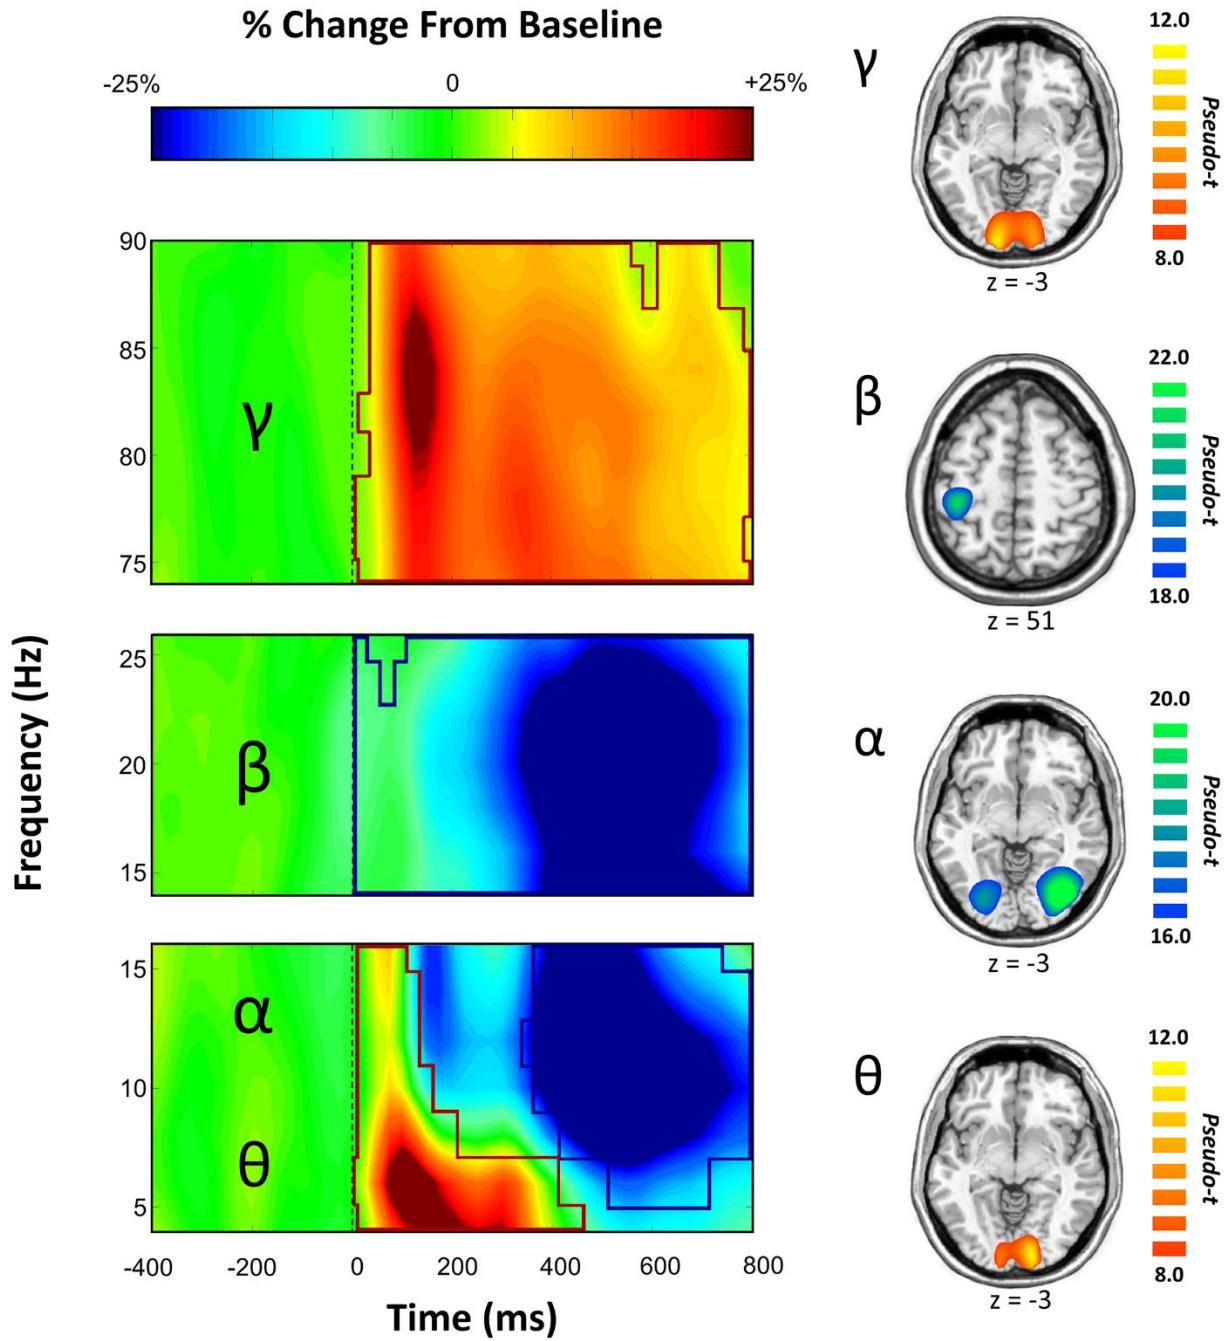 % Change From Baseline
-25% 0 +25%
90
85
80
75
γ
25
20
15
β
15
10
5
α
θ
-400 -200 0 200 400 600 800
Time (ms)
Frequency (Hz)
γ
12.0
Pseudo-t
8.0
z = -3
β
22.0
Pseudo-t
18.0
z = 51
α
20.0
Pseudo-t
16.0
z = -3
θ
12.0
Pseudo-t
8.0
z = -3